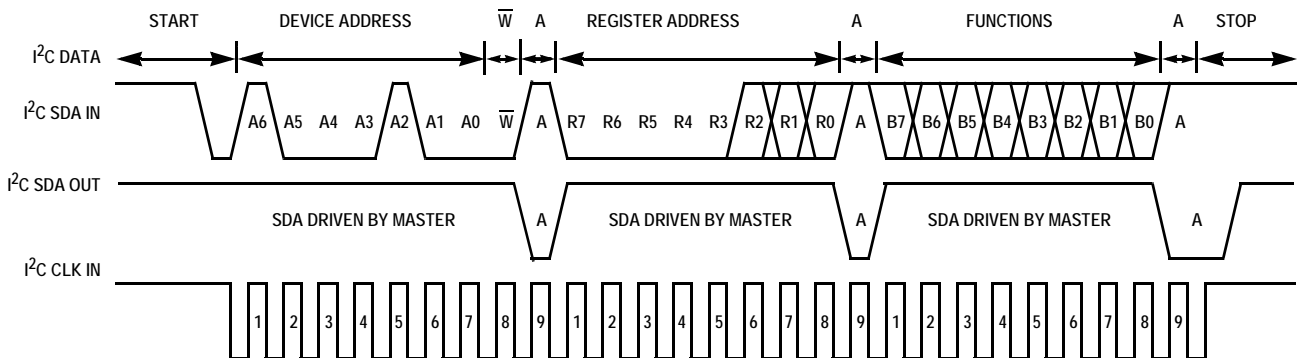 START DEVICE ADDRESS W̅ A REGISTER ADDRESS A FUNCTIONS A STOP
I²C DATA
I²C SDA IN A6 A5 A4 A3 A2 A1 A0 W̅ A R7 R6 R5 R4 R3 R2 R1 R0 A B7 B6 B5 B4 B3 B2 B1 B0 A
I²C SDA OUT
SDA DRIVEN BY MASTER A SDA DRIVEN BY MASTER A SDA DRIVEN BY MASTER A
I²C CLK IN
1 2 3 4 5 6 7 8 9 1 2 3 4 5 6 7 8 9 1 2 3 4 5 6 7 8 9